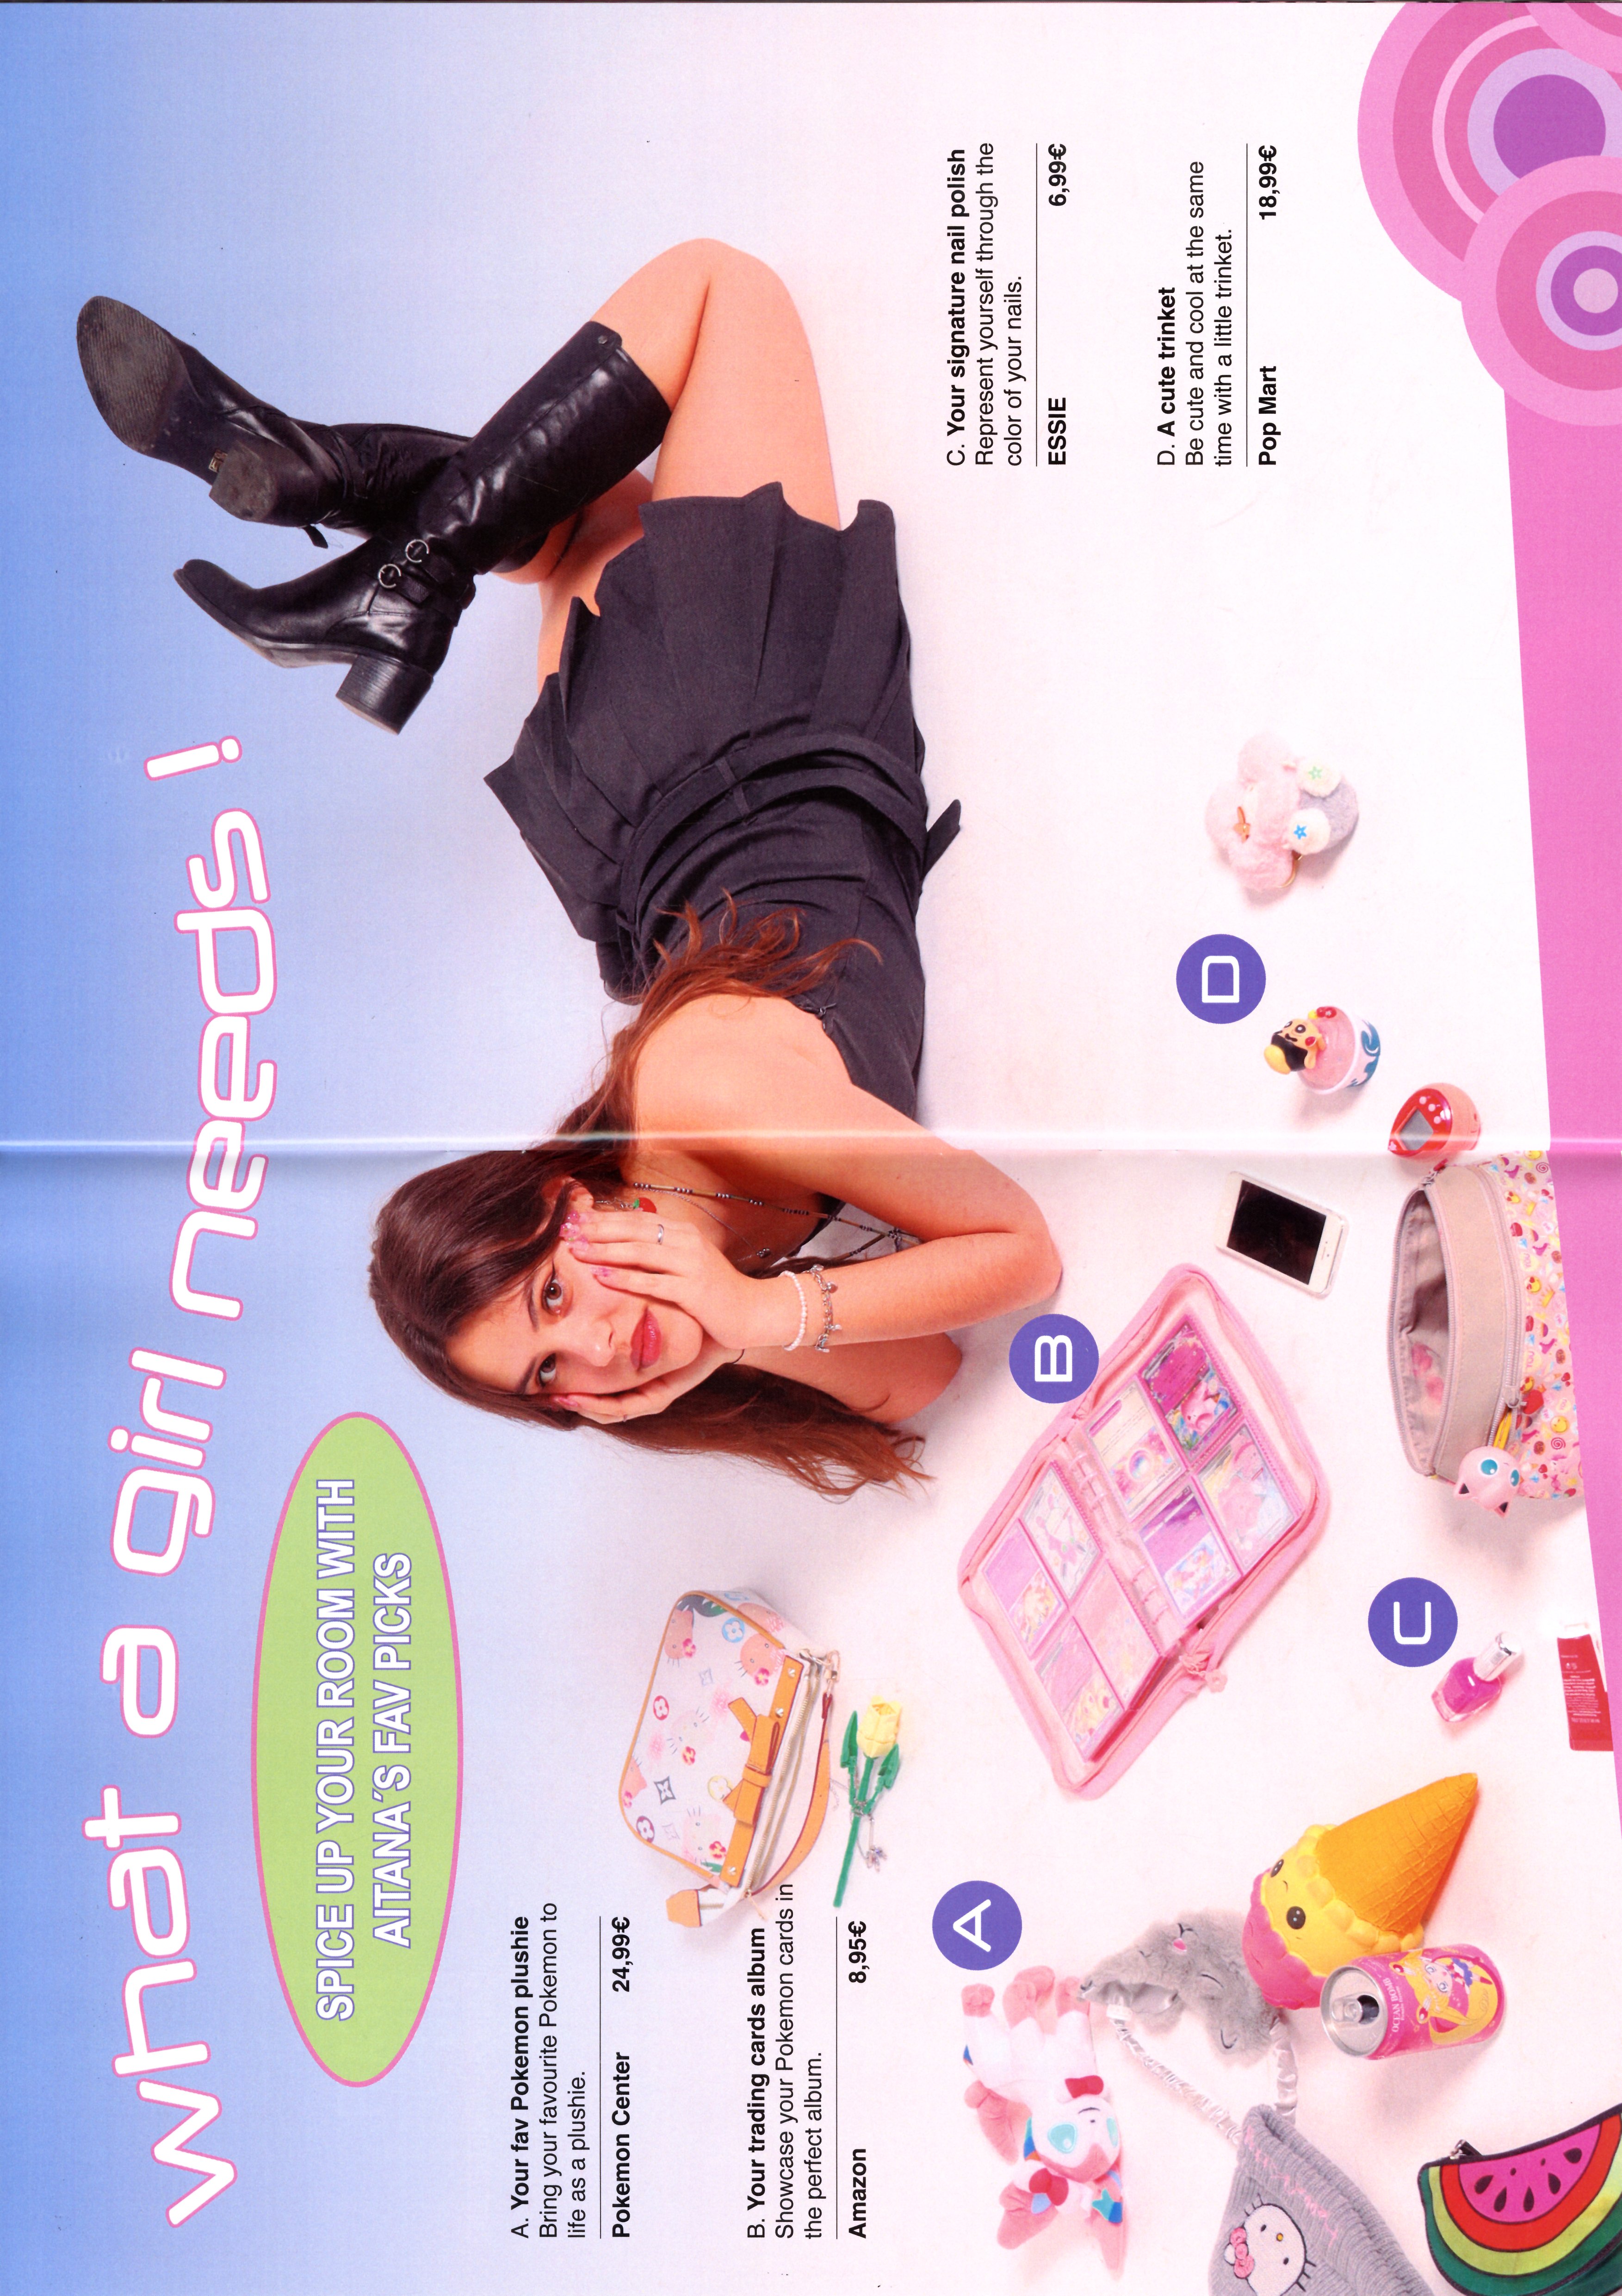 what a girl needs !
SPICE UP YOUR ROOM WITH
AITANA´S FAV PICKS
A. Your fav Pokemon plushie
Bring your favourite Pokemon to
life as a plushie.
Pokemon Center 24,99€
B. Your trading cards album
Showcase your Pokemon cards in
the perfect album.
Amazon 8,95€
A
B
C. Your signature nail polish
Represent yourself through the
color of your nails.
ESSIE 6,99€
D
D. A cute trinket
Be cute and cool at the same
time with a little trinket.
Pop Mart 18,99€
OCEAN BOMB
C